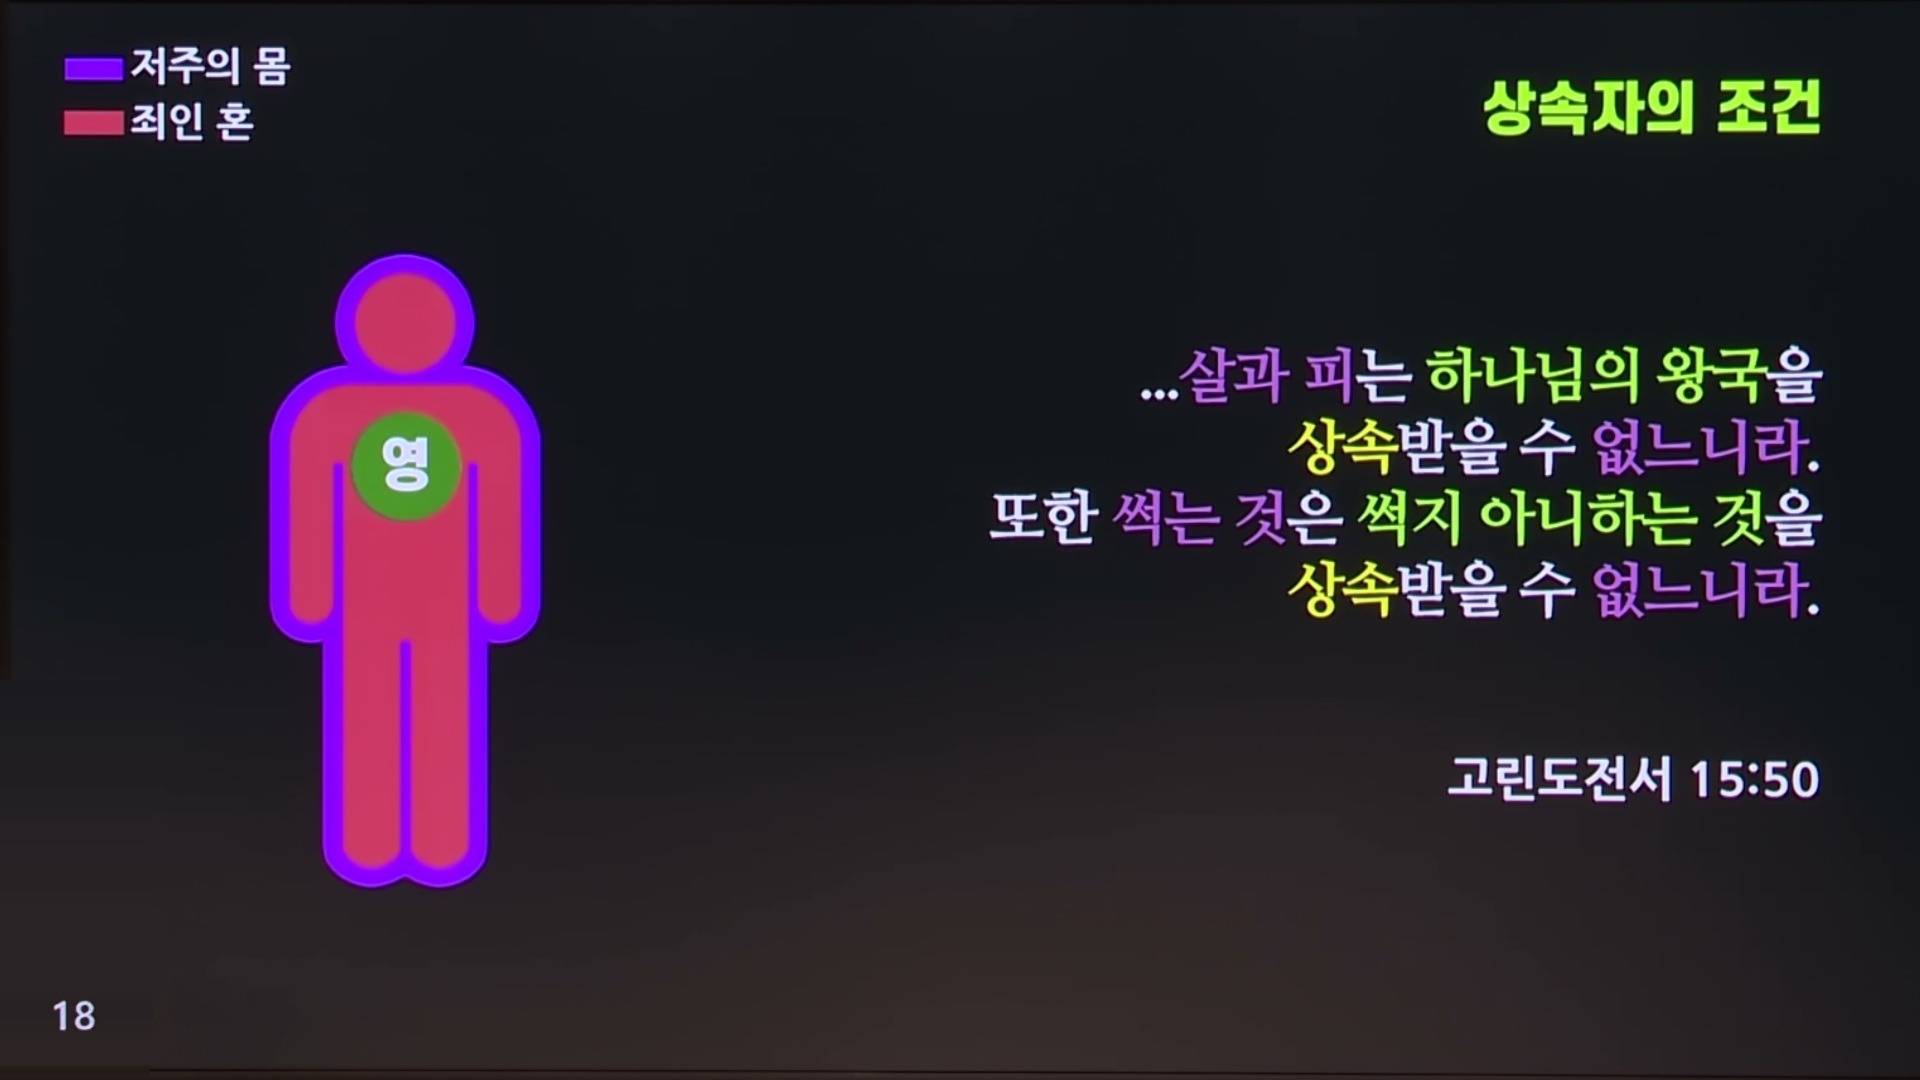 저주의 몸
죄인 혼
상속자의 조건
영
...살과 피는 하나님의 왕국을
상속받을 수 없느니라.
또한 썩는 것은 썩지 아니하는 것을
상속받을 수 없느니라.
고린도전서 15:50
18